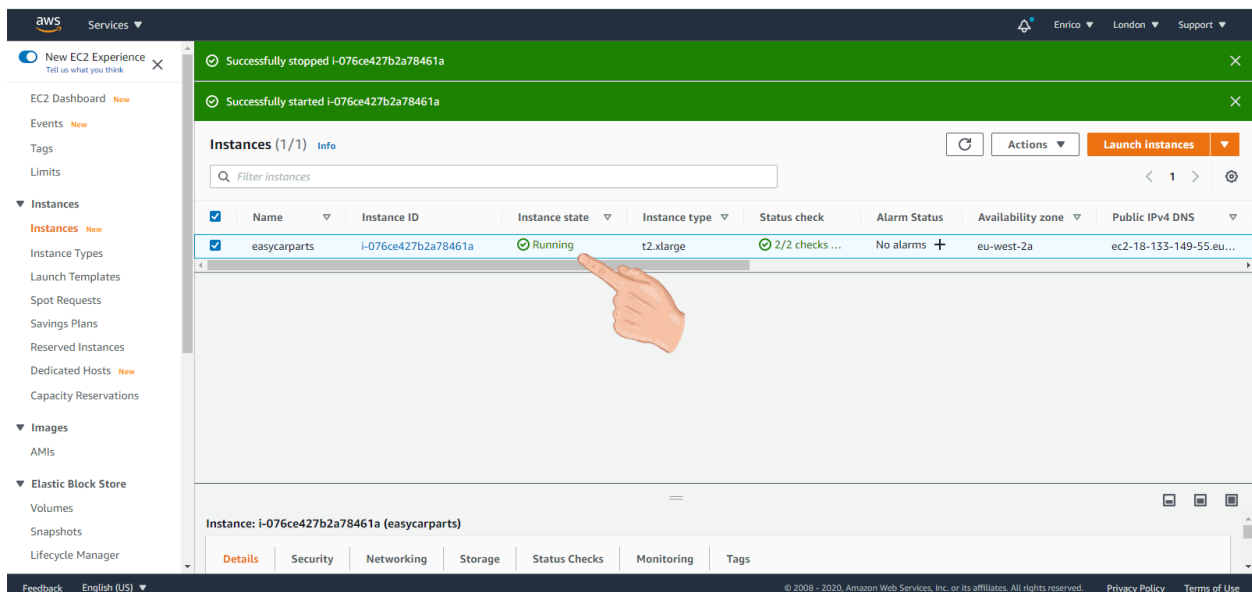 aws Services ▼ Enrico ▼ London ▼ Support ▼
New EC2 Experience
Tell us what you think
EC2 Dashboard New
Events New
Tags
Limits
▼ Instances
Instances New
Instance Types
Launch Templates
Spot Requests
Savings Plans
Reserved Instances
Dedicated Hosts New
Capacity Reservations
▼ Images
AMIs
▼ Elastic Block Store
Volumes
Snapshots
Lifecycle Manager
Successfully stopped i-076ce427b2a78461a
Successfully started i-076ce427b2a78461a
Instances (1/1) Info Actions ▼ Launch instances ▼
Filter instances < 1 >
Name Instance ID Instance state Instance type Status check Alarm Status Availability zone Public IPv4 DNS
easycarparts i-076ce427b2a78461a Running t2.xlarge 2/2 checks ... No alarms + eu-west-2a ec2-18-133-149-55.eu...
Instance: i-076ce427b2a78461a (easycarparts)
Details Security Networking Storage Status Checks Monitoring Tags
Feedback English (US) ▼ © 2008 - 2020, Amazon Web Services, Inc. or its affiliates. All rights reserved. Privacy Policy Terms of Use